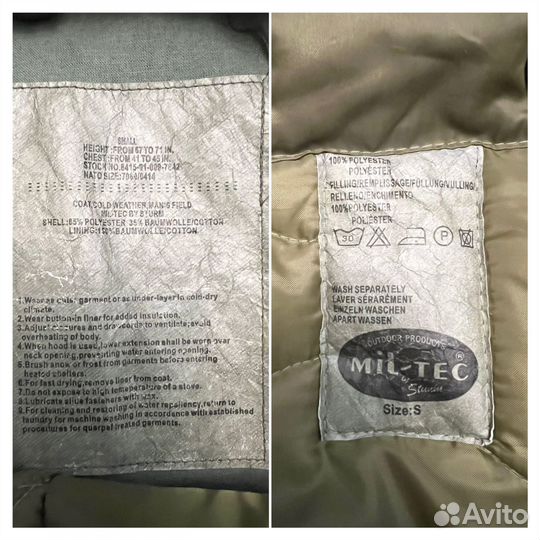 SMALL
HEIGHT:FROM 67 TO 71 IN.
CHEST:FROM 41 TO 45 IN.
STOCK NO:8415-01-099-7842
NATO SIZE:7068/0414
COAT,COLD WEATHER,MAN'S FIELD
MIL-TEC BY STURM
SHELL:65% POLYESTER 35% BAUMWOLLE/COTTON
LINING:150%BAUMWOLLE/COTTON.
1.Wear as outer garment or as under-layer in cold-dry
climate.
2.Wear button-in liner for added insulation.
3.Adjust closures and drawcords to ventilate;avoid
overheating of body.
4.When hood is used,lower extension shall be worn over
neck opening,preventing water entering opening.
5.Brush snow or frost from garments before entering
heated shelters.
6.For fast drying,remove liner from coat.
7.Do not expose to high temperature of a stove.
8.Lubricate slide fasteners with wax.
9.For cleaning and restoring of water repellency,return to
laundry for machine washing in accordance with established
procedures for quarpel treated garments.
100% POLYESTER
POLYESTER
FILLING/REMPLISSAGE/FÜLLUNG/VULLING/
RELLENO/ENCHIMENTO
100%POLYESTER
POLIESTER
30 P
WASH SEPARATELY
LAVER SÉRARÉMENT
EINZELN WASCHEN
APART WASSEN
OUTDOOR PRODUCTS
MIL-TEC®
by Sturm
Size:S
Avito